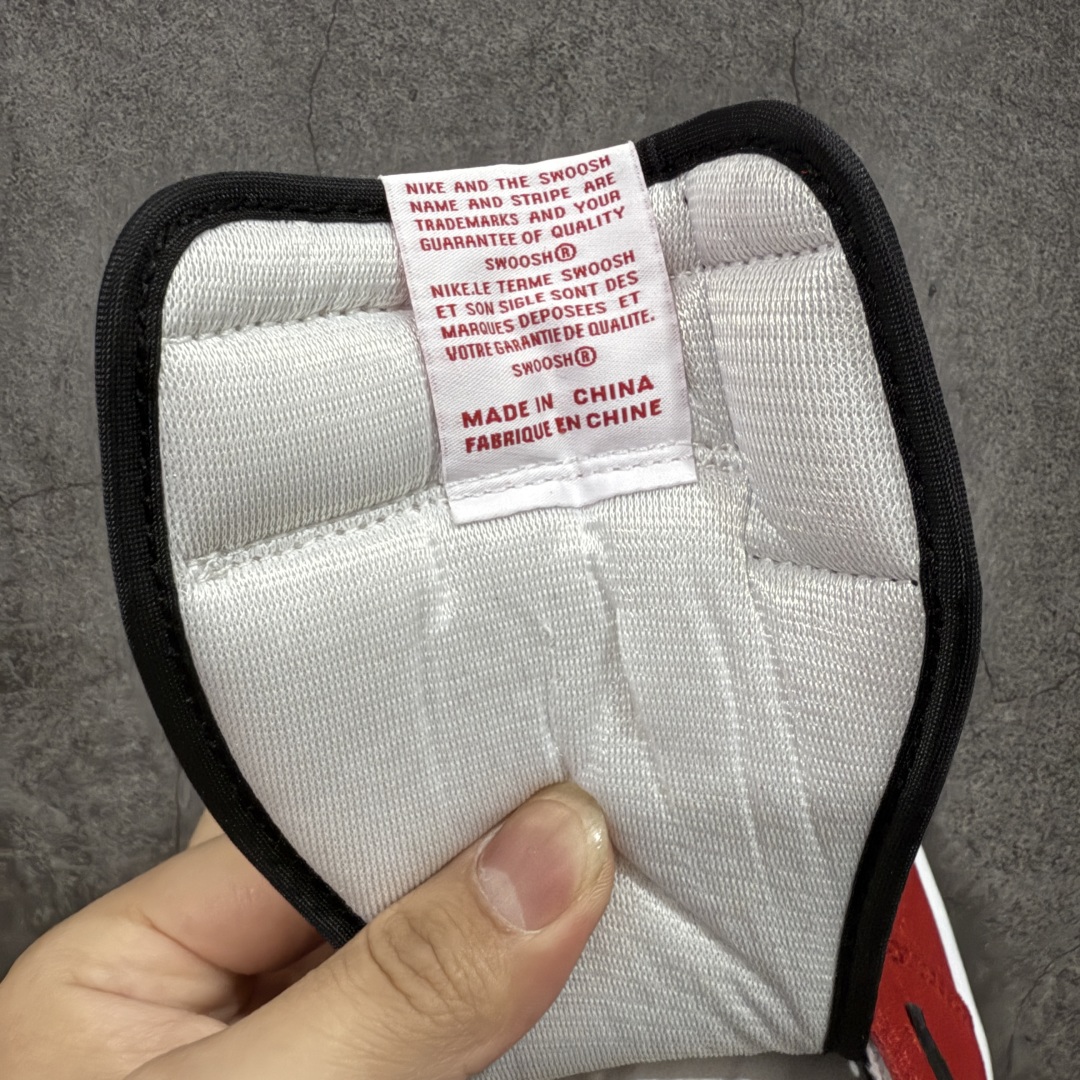 NIKE AND THE SWOOSH
NAME AND STRIPE ARE
TRADEMARKS AND YOUR
GUARANTEE OF QUALITY
SWOOSH®
NIKE.LE TERME SWOOSH
ET SON SIGLE SONT DES
MARQUES DEPOSEES ET
VOTRE GARANTIE DE QUALITE.
SWOOSH®
MADE IN CHINA
FABRIQUE EN CHINE